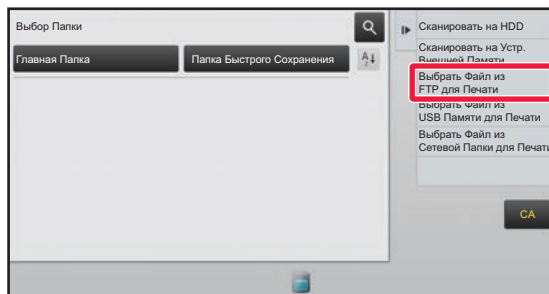 Выбор Папки
Главная Папка
Папка Быстрого Сохранения
Сканировать на HDD
Сканировать на Устр.
Внешней Памяти
Выбрать Файл из
FTP для Печати
Выбрать Файл из
USB Памяти для Печати
Выбрать Файл из
Сетевой Папки для Печати
CA